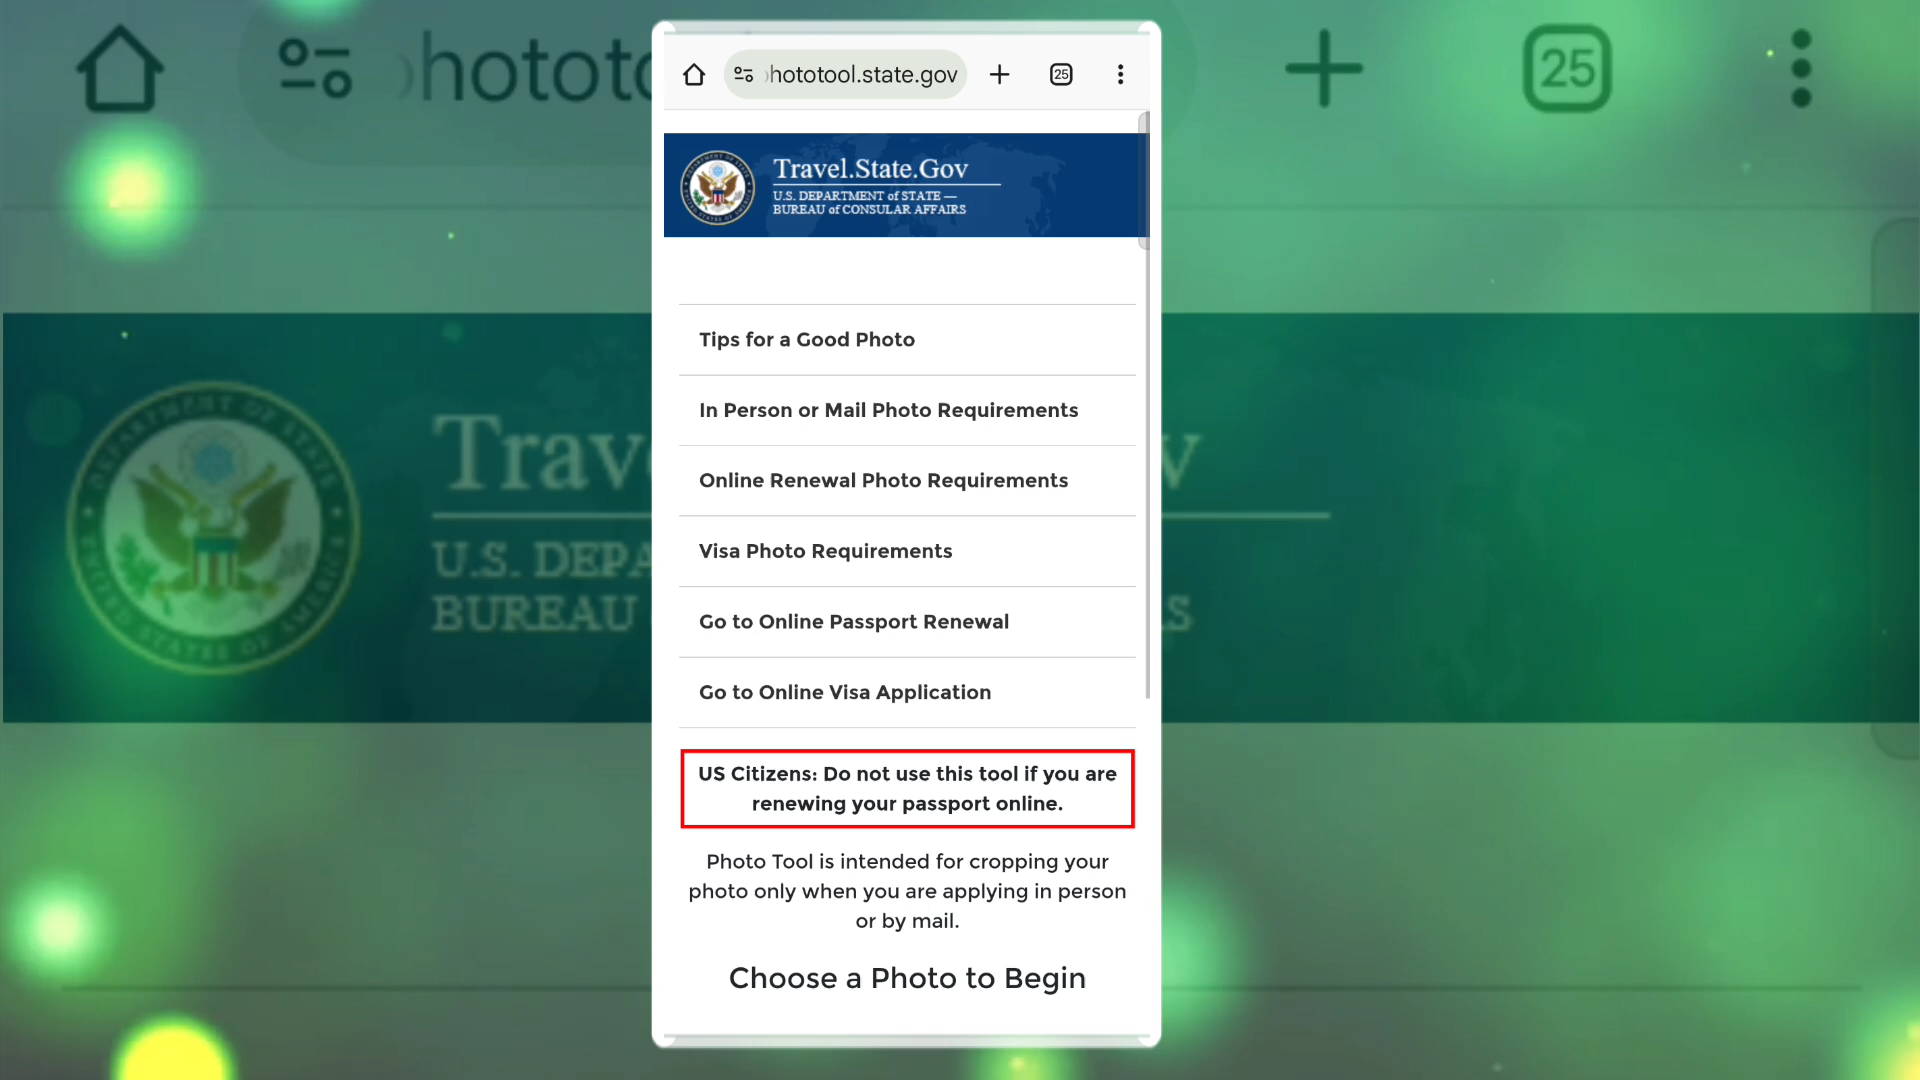 hototool.state.gov
25
Travel.State.Gov
U.S. DEPARTMENT of STATE —
BUREAU of CONSULAR AFFAIRS
Tips for a Good Photo
In Person or Mail Photo Requirements
Online Renewal Photo Requirements
Visa Photo Requirements
Go to Online Passport Renewal
Go to Online Visa Application
US Citizens: Do not use this tool if you are
renewing your passport online.
Photo Tool is intended for cropping your
photo only when you are applying in person
or by mail.
Choose a Photo to Begin
25